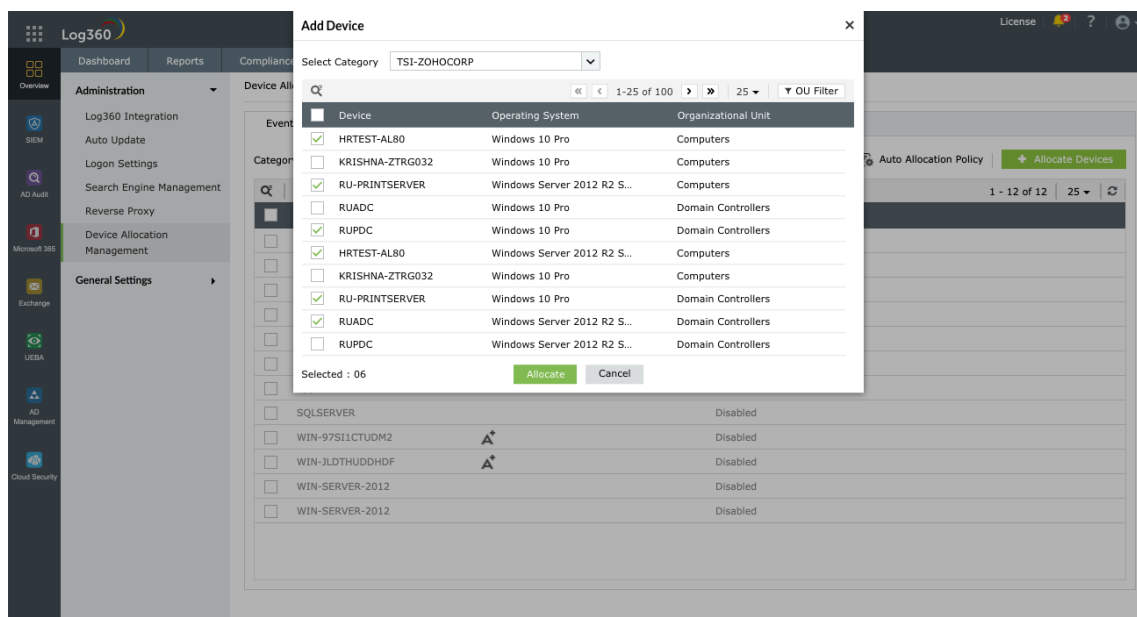 Log360
License
2
?
Dashboard Reports Compliance
Overview
SIEM
AD Audit
Microsoft 365
Exchange
UEBA
AD Management
Cloud Security
Administration
Log360 Integration
Auto Update
Logon Settings
Search Engine Management
Reverse Proxy
Device Allocation
Management
General Settings
Device All
Event
Categor
Auto Allocation Policy
+ Allocate Devices
1 - 12 of 12 25
Add Device
Select Category TSI-ZOHOCORP
1-25 of 100 25 OU Filter
Device Operating System Organizational Unit
HRTEST-AL80 Windows 10 Pro Computers
KRISHNA-ZTRG032 Windows 10 Pro Computers
RU-PRINTSERVER Windows Server 2012 R2 S... Computers
RUADC Windows 10 Pro Domain Controllers
RUPDC Windows 10 Pro Domain Controllers
HRTEST-AL80 Windows Server 2012 R2 S... Computers
KRISHNA-ZTRG032 Windows 10 Pro Computers
RU-PRINTSERVER Windows 10 Pro Domain Controllers
RUADC Windows Server 2012 R2 S... Domain Controllers
RUPDC Windows Server 2012 R2 S... Domain Controllers
Selected : 06 Allocate Cancel
SQLSERVER Disabled
WIN-97SI1CTUDM2 Disabled
WIN-JLDTHUDDHDF Disabled
WIN-SERVER-2012 Disabled
WIN-SERVER-2012 Disabled